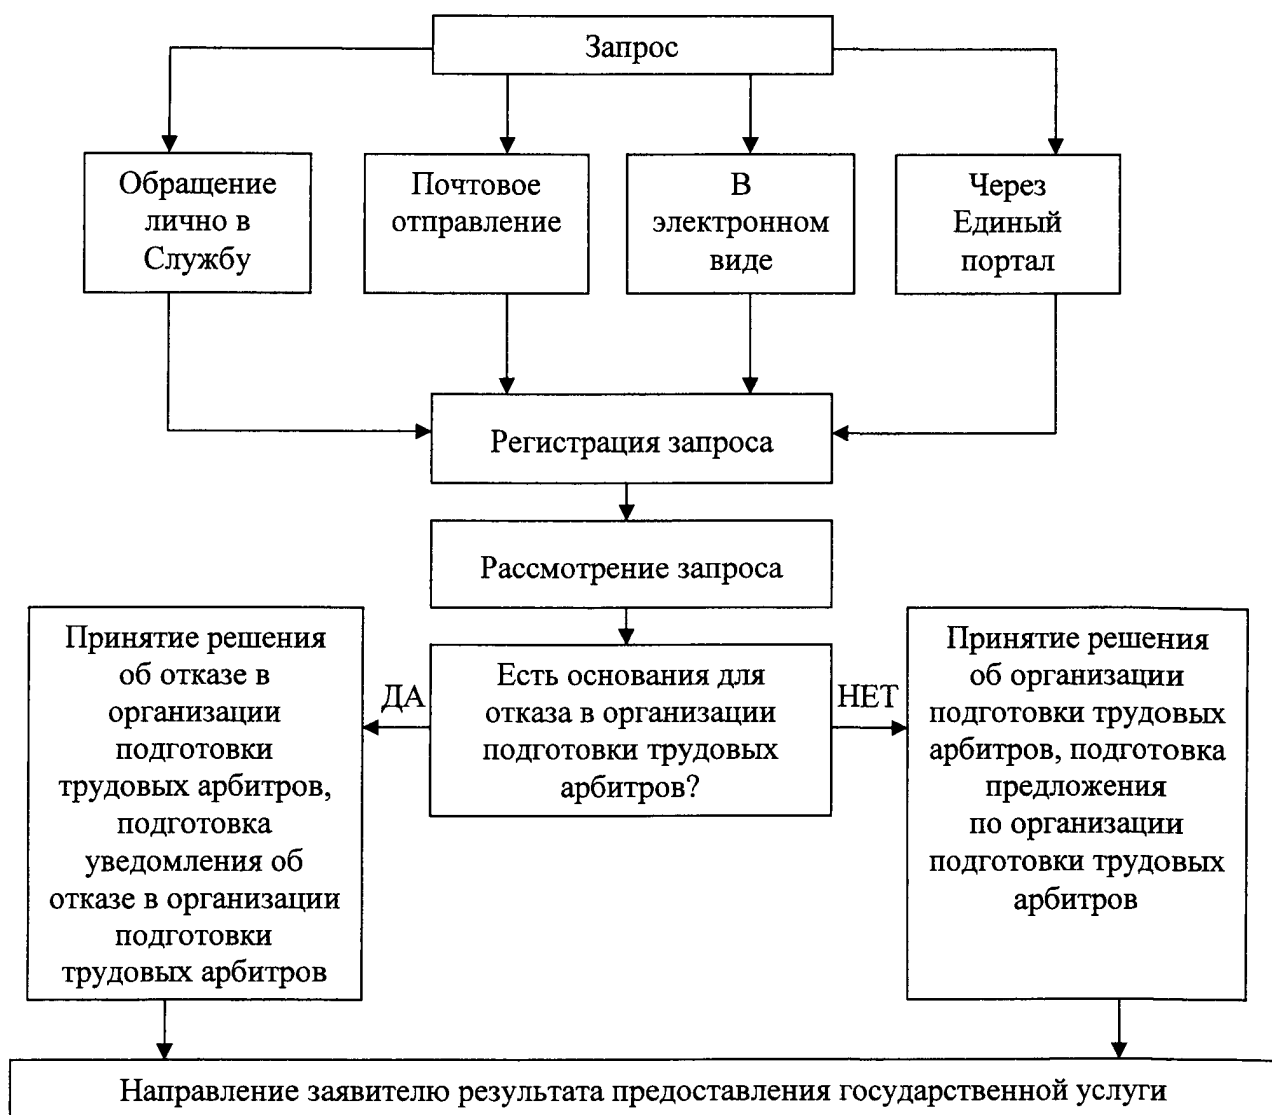 Запрос
Обращение
лично в
Службу
Почтовое
отправление
В
электронном
виде
Через
Единый
портал
Регистрация запроса
Рассмотрение запроса
Принятие решения
об отказе в
организации
подготовки
трудовых арбитров,
подготовка
уведомления об
отказе в организации
подготовки
трудовых арбитров
ДА
Есть основания для
отказа в организации
подготовки трудовых
арбитров?
НЕТ
Принятие решения
об организации
подготовки трудовых
арбитров, подготовка
предложения
по организации
подготовки трудовых
арбитров
Направление заявителю результата предоставления государственной услуги